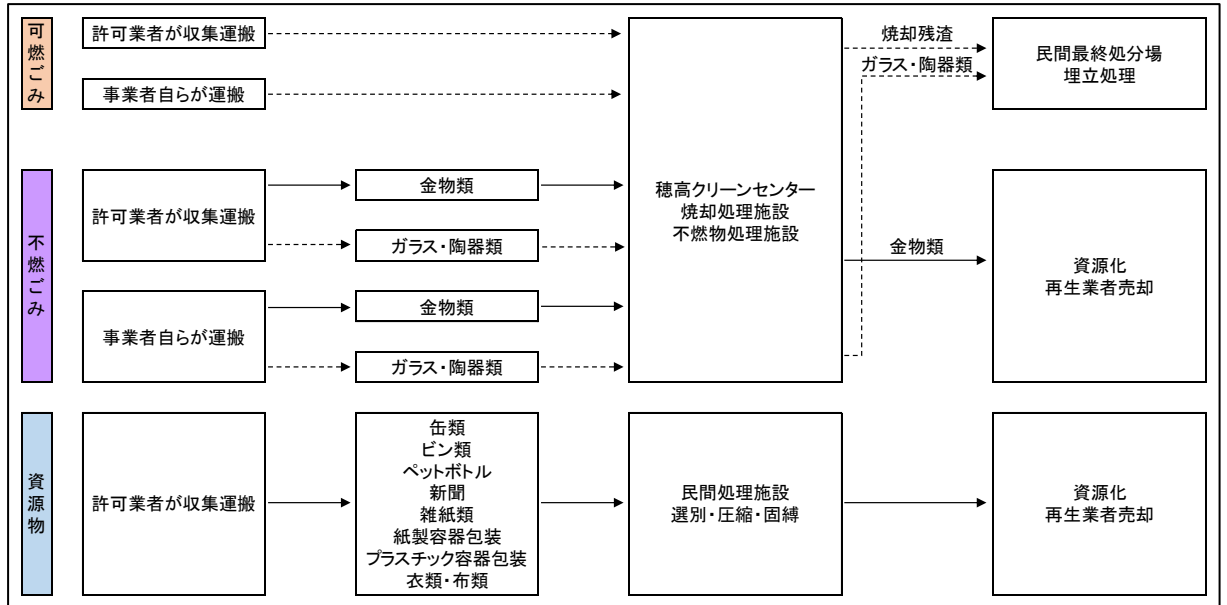 可燃ごみ
許可業者が収集運搬
事業者自らが運搬
不燃ごみ
許可業者が収集運搬
金物類
ガラス・陶器類
事業者自らが運搬
金物類
ガラス・陶器類
穂高クリーンセンター
焼却処理施設
不燃物処理施設
焼却残渣
ガラス・陶器類
民間最終処分場
埋立処理
金物類
資源化
再生業者売却
資源物
許可業者が収集運搬
缶類
ビン類
ペットボトル
新聞
雑紙類
紙製容器包装
プラスチック容器包装
衣類・布類
民間処理施設
選別・圧縮・固縛
資源化
再生業者売却